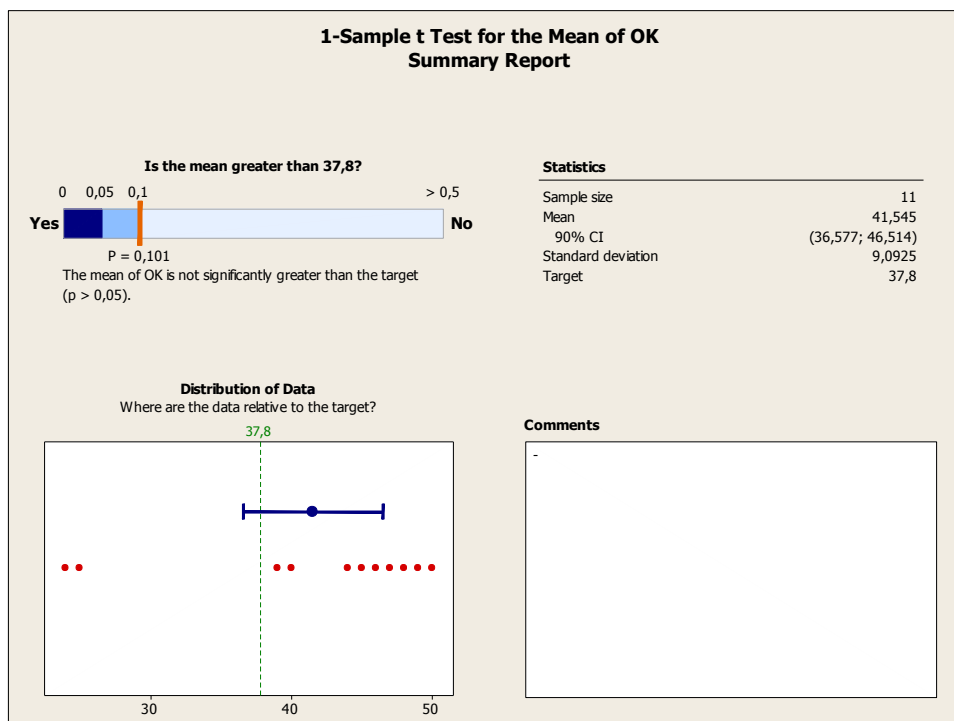 1-Sample t Test for the Mean of OK
Summary Report
Is the mean greater than 37,8?
0 0,05 0,1 > 0,5
Yes No
P = 0,101
The mean of OK is not significantly greater than the target
(p > 0,05).
Statistics
Sample size 11
Mean 41,545
90% CI (36,577; 46,514)
Standard deviation 9,0925
Target 37,8
Distribution of Data
Where are the data relative to the target?
37,8
30 40 50
Comments
-